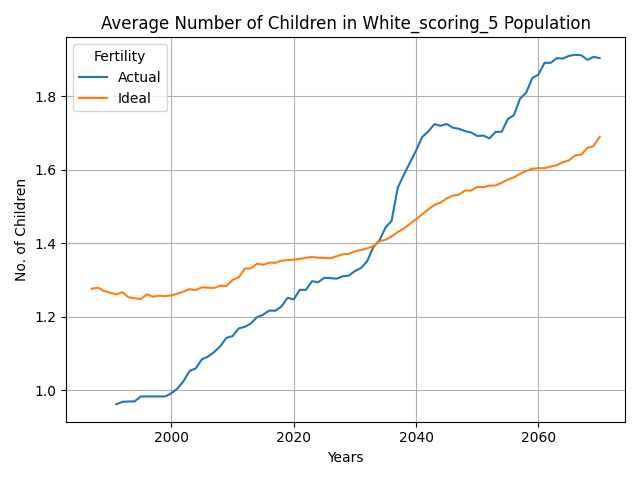 Average Number of Children in White_scoring_5 Population
Fertility
Actual
Ideal
No. of Children
1.8
1.6
1.4
1.2
1.0
2000 2020 2040 2060
Years